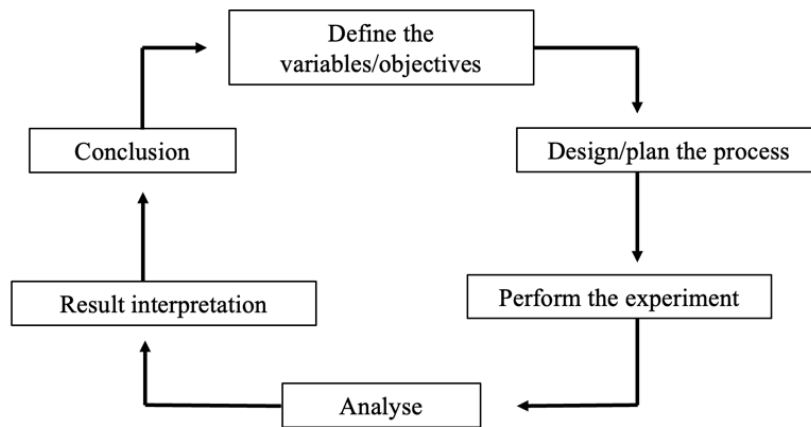 Define the
variables/objectives
Design/plan the process
Perform the experiment
Analyse
Result interpretation
Conclusion